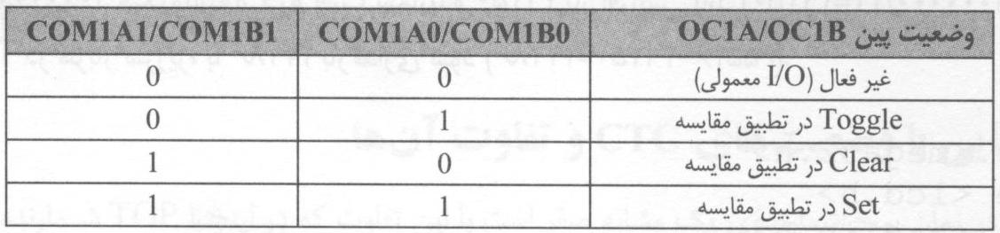 وضعیت پین OC1A/OC1B COM1A0/COM1B0 COM1A1/COM1B1
غیر فعال (I/O معمولی) 0 0
Toggle در تطبیق مقایسه 1 0
Clear در تطبیق مقایسه 0 1
Set در تطبیق مقایسه 1 1